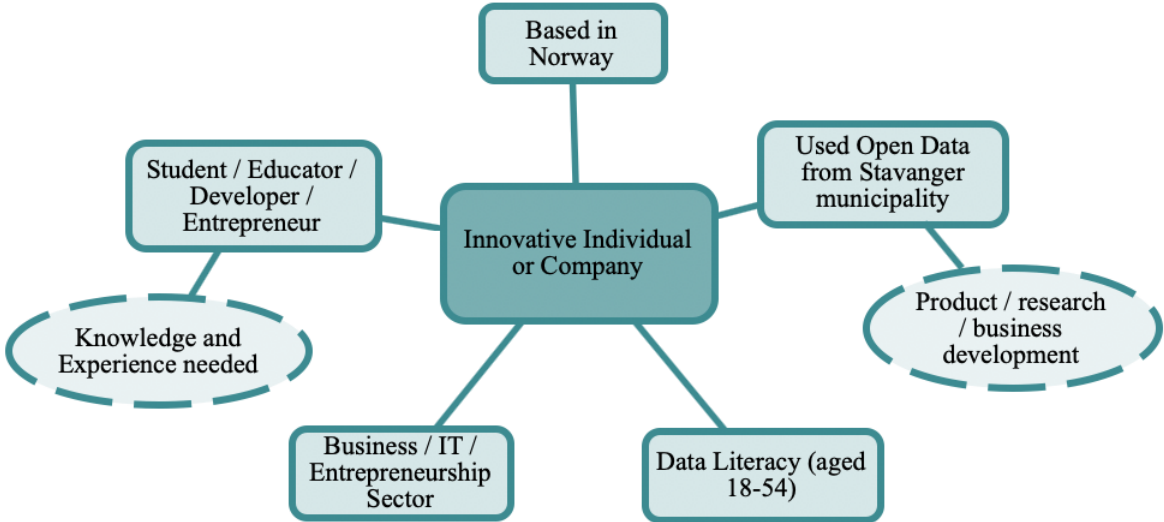 Based in
Norway
Student / Educator /
Developer /
Entrepreneur
Used Open Data
from Stavanger
municipality
Innovative Individual
or Company
Knowledge and
Experience needed
Product / research
/ business
development
Business / IT /
Entrepreneurship
Sector
Data Literacy (aged
18-54)